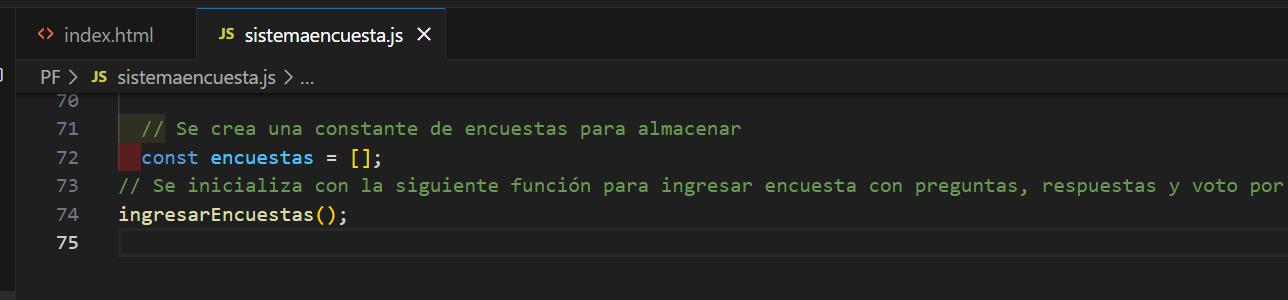 index.html
JS sistemaencuesta.js
PF > JS sistemaencuesta.js > ...
70
71 // Se crea una constante de encuestas para almacenar
72 const encuestas = [];
73 // Se inicializa con la siguiente función para ingresar encuesta con preguntas, respuestas y voto por
74 ingresarEncuestas();
75